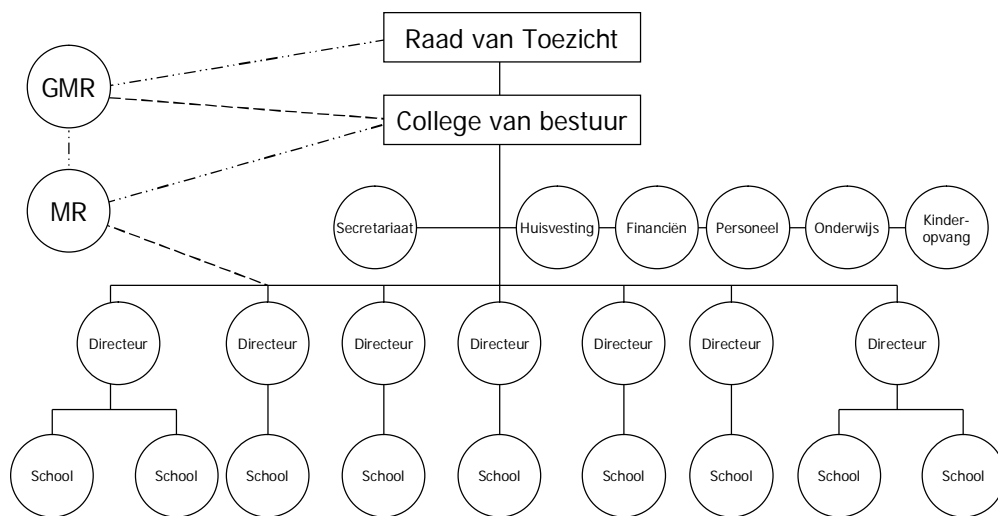 Raad van Toezicht
GMR
College van bestuur
MR
Secretariaat
Huisvesting
Financiën
Personeel
Onderwijs
Kinder-
opvang
Directeur
Directeur
Directeur
Directeur
Directeur
Directeur
Directeur
School
School
School
School
School
School
School
School
School